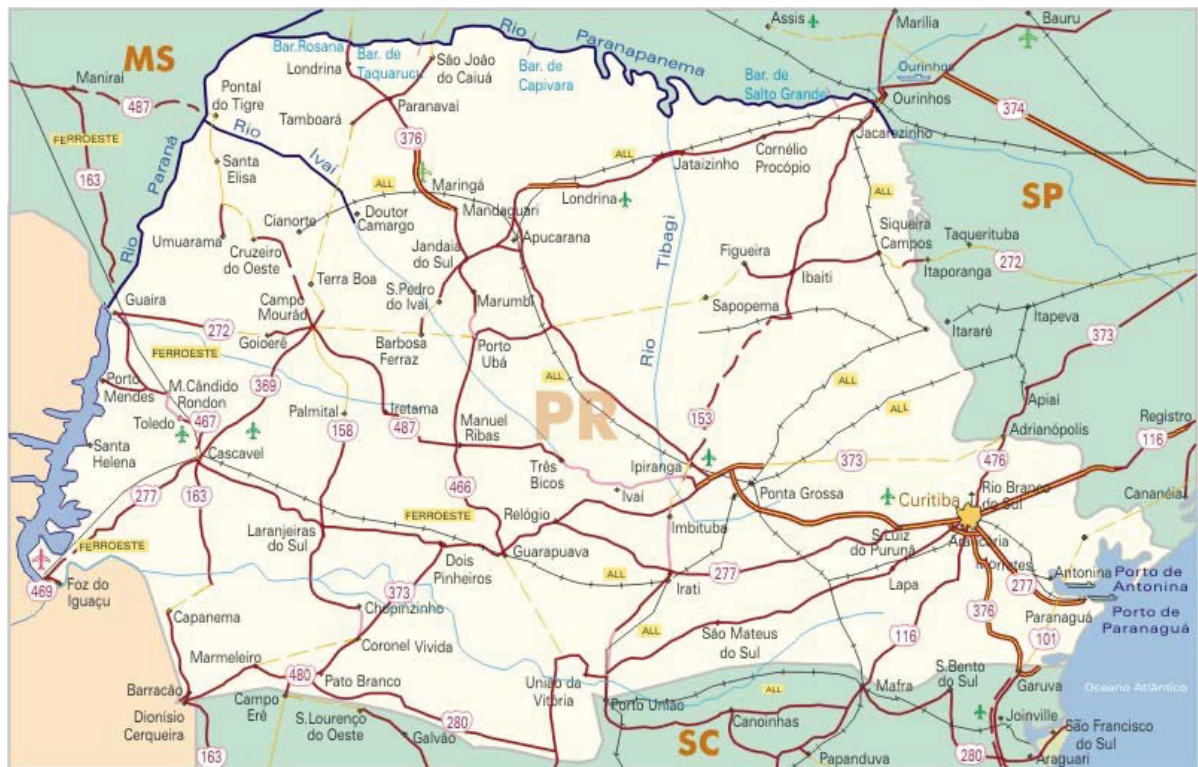 Assis
Marília
Bauru
MS
Bar.Rosana
Rio
Paranapanema
Bar. de
Taquaruçu
Londrina
São João
do Caiuá
Bar. de
Capivara
Bar. de
Salto Grande
Ourinhos
Ourinhos
374
Manirai
487
Pontal
do Tigre
Paranavai
Tamboará
FERROESTE
163
Rio
Ivaí
376
Jacarezinho
Cornélio
Procópio
Jataizinho
ALL
ALL
ALL
Santa
Elisa
Maringá
Mandaguari
Londrina
SP
Rio
Paraná
Cianorte
Doutor
Camargo
Apucarana
Umuarama
Cruzeiro
do Oeste
Jandaia
do Sul
Rio
Tibagi
Figueira
Siqueira
Campos
Taquerituba
Itaporanga
272
Terra Boa
S.Pedro
do Ivai
Marumbi
Ibaiti
Sapopema
Guaíra
Campo
Mourão
272
Goioerê
Barbosa
Ferraz
Porto
Ubá
Itararé
Itapeva
373
FERROESTE
Porto
Mendes
M.Cândido
Rondon
369
ALL
ALL
ALL
PR
467
Toledo
Palmital
158
Iretama
487
Manuel
Ribas
153
Apiaí
Adrianópolis
Registro
116
Santa
Helena
Cascavel
Três
Bicos
Ipiranga
373
476
277
163
466
Ivai
Ponta Grossa
Curitiba
Rio Branco
do Sul
Cananéia
FERROESTE
Relógio
Imbituba
Laranjeiras
do Sul
Guarapuava
S.Luiz
do Purunã
Araucária
FERROESTE
Dois
Pinheiros
ALL
277
Morretes
469
Foz do
Iguaçu
373
Irati
Lapa
277
Antonina
Porto de
Antonina
Capanema
Chopinzinho
376
Paranaguá
Porto de
Paranaguá
ALL
São Mateus
do Sul
116
101
Coronel Vivida
Marmeleiro
480
Pato Branco
União da
Vitória
S.Bento
do Sul
Garuva
Oceano Atlântico
Barracão
Campo
Erê
Porto União
ALL
Mafra
Dionísio
Cerqueira
S.Lourenço
do Oeste
280
Galvão
Canoinhas
Joinville
São Francisco
do Sul
163
SC
Papanduva
280
Araguari